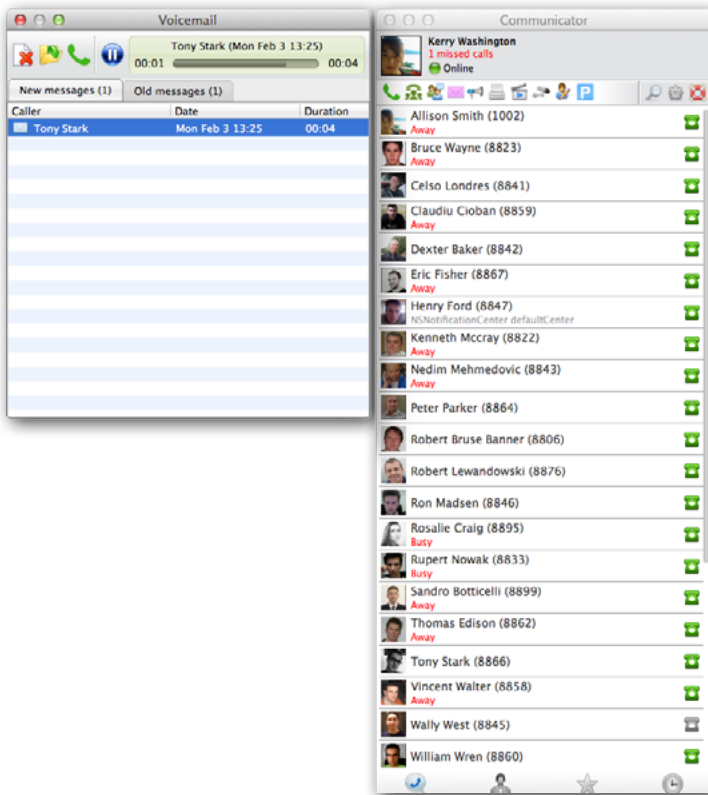 Voicemail
Tony Stark (Mon Feb 3 13:25)
00:01 00:04
New messages (1) Old messages (1)
Caller Date Duration
Tony Stark Mon Feb 3 13:25 00:04
Communicator
Kerry Washington
1 missed calls
Online
P
Allison Smith (1002)
Away
Bruce Wayne (8823)
Away
Celso Londres (8841)
Claudiu Cioban (8859)
Away
Dexter Baker (8842)
Eric Fisher (8867)
Away
Henry Ford (8847)
NSNotificationCenter defaultCenter
Kenneth Mccray (8822)
Away
Nedim Mehmedovic (8843)
Away
Peter Parker (8864)
Robert Bruse Banner (8806)
Robert Lewandowski (8876)
Ron Madsen (8846)
Rosalie Craig (8895)
Busy
Rupert Nowak (8833)
Busy
Sandro Botticelli (8899)
Away
Thomas Edison (8862)
Away
Tony Stark (8866)
Vincent Walter (8858)
Away
Wally West (8845)
William Wren (8860)